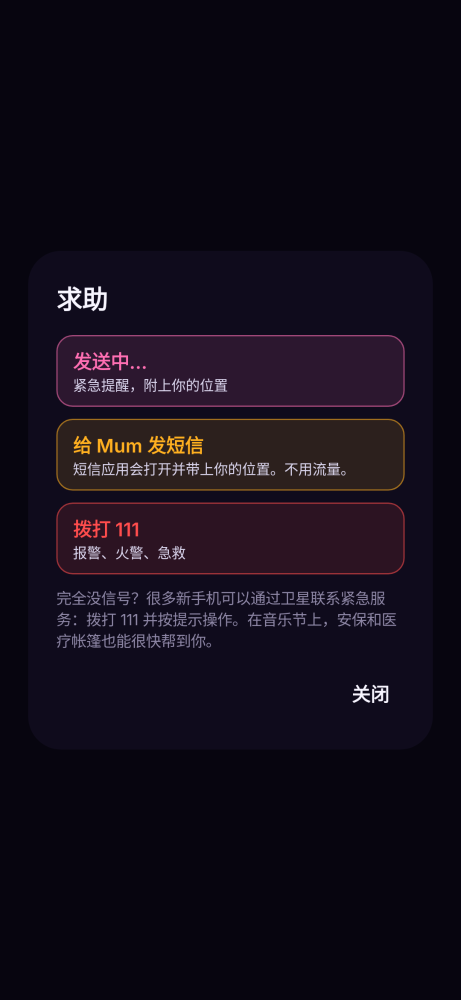 求助
发送中…
紧急提醒，附上你的位置
给 Mum 发短信
短信应用会打开并带上你的位置。不用流量。
拨打 111
报警、火警、急救
完全没信号？很多新手机可以通过卫星联系紧急服
务：拨打 111 并按提示操作。在音乐节上，安保和医
疗帐篷也能很快帮到你。
关闭